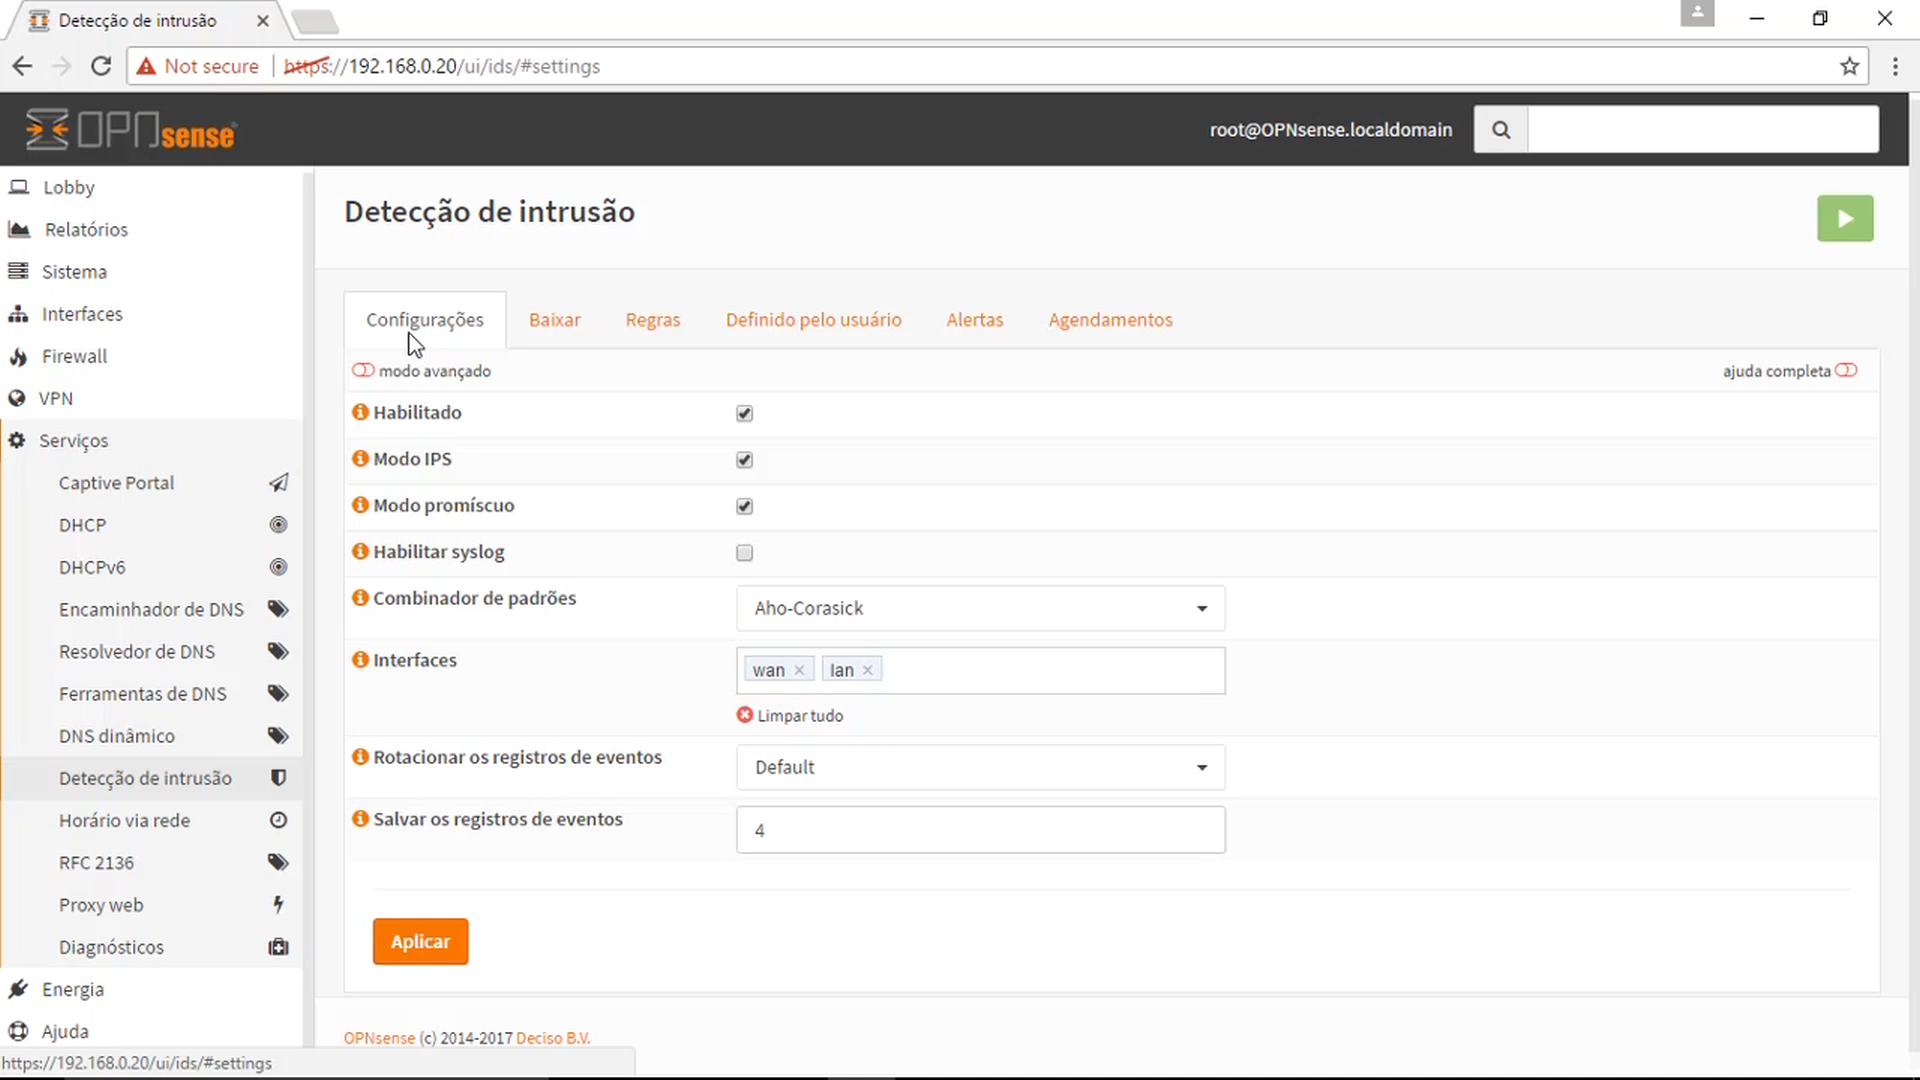 Detecção de intrusão
Not secure https://192.168.0.20/ui/ids/#settings
OPNsense
root@OPNsense.localdomain
Lobby
Relatórios
Sistema
Interfaces
Firewall
VPN
Serviços
Captive Portal
DHCP
DHCPv6
Encaminhador de DNS
Resolvedor de DNS
Ferramentas de DNS
DNS dinâmico
Detecção de intrusão
Horário via rede
RFC 2136
Proxy web
Diagnósticos
Energia
Ajuda
Detecção de intrusão
Configurações Baixar Regras Definido pelo usuário Alertas Agendamentos
modo avançado ajuda completa
Habilitado
Modo IPS
Modo promíscuo
Habilitar syslog
Combinador de padrões Aho-Corasick
Interfaces wan × lan ×
Limpar tudo
Rotacionar os registros de eventos Default
Salvar os registros de eventos 4
Aplicar
OPNsense (c) 2014-2017 Deciso B.V.
https://192.168.0.20/ui/ids/#settings